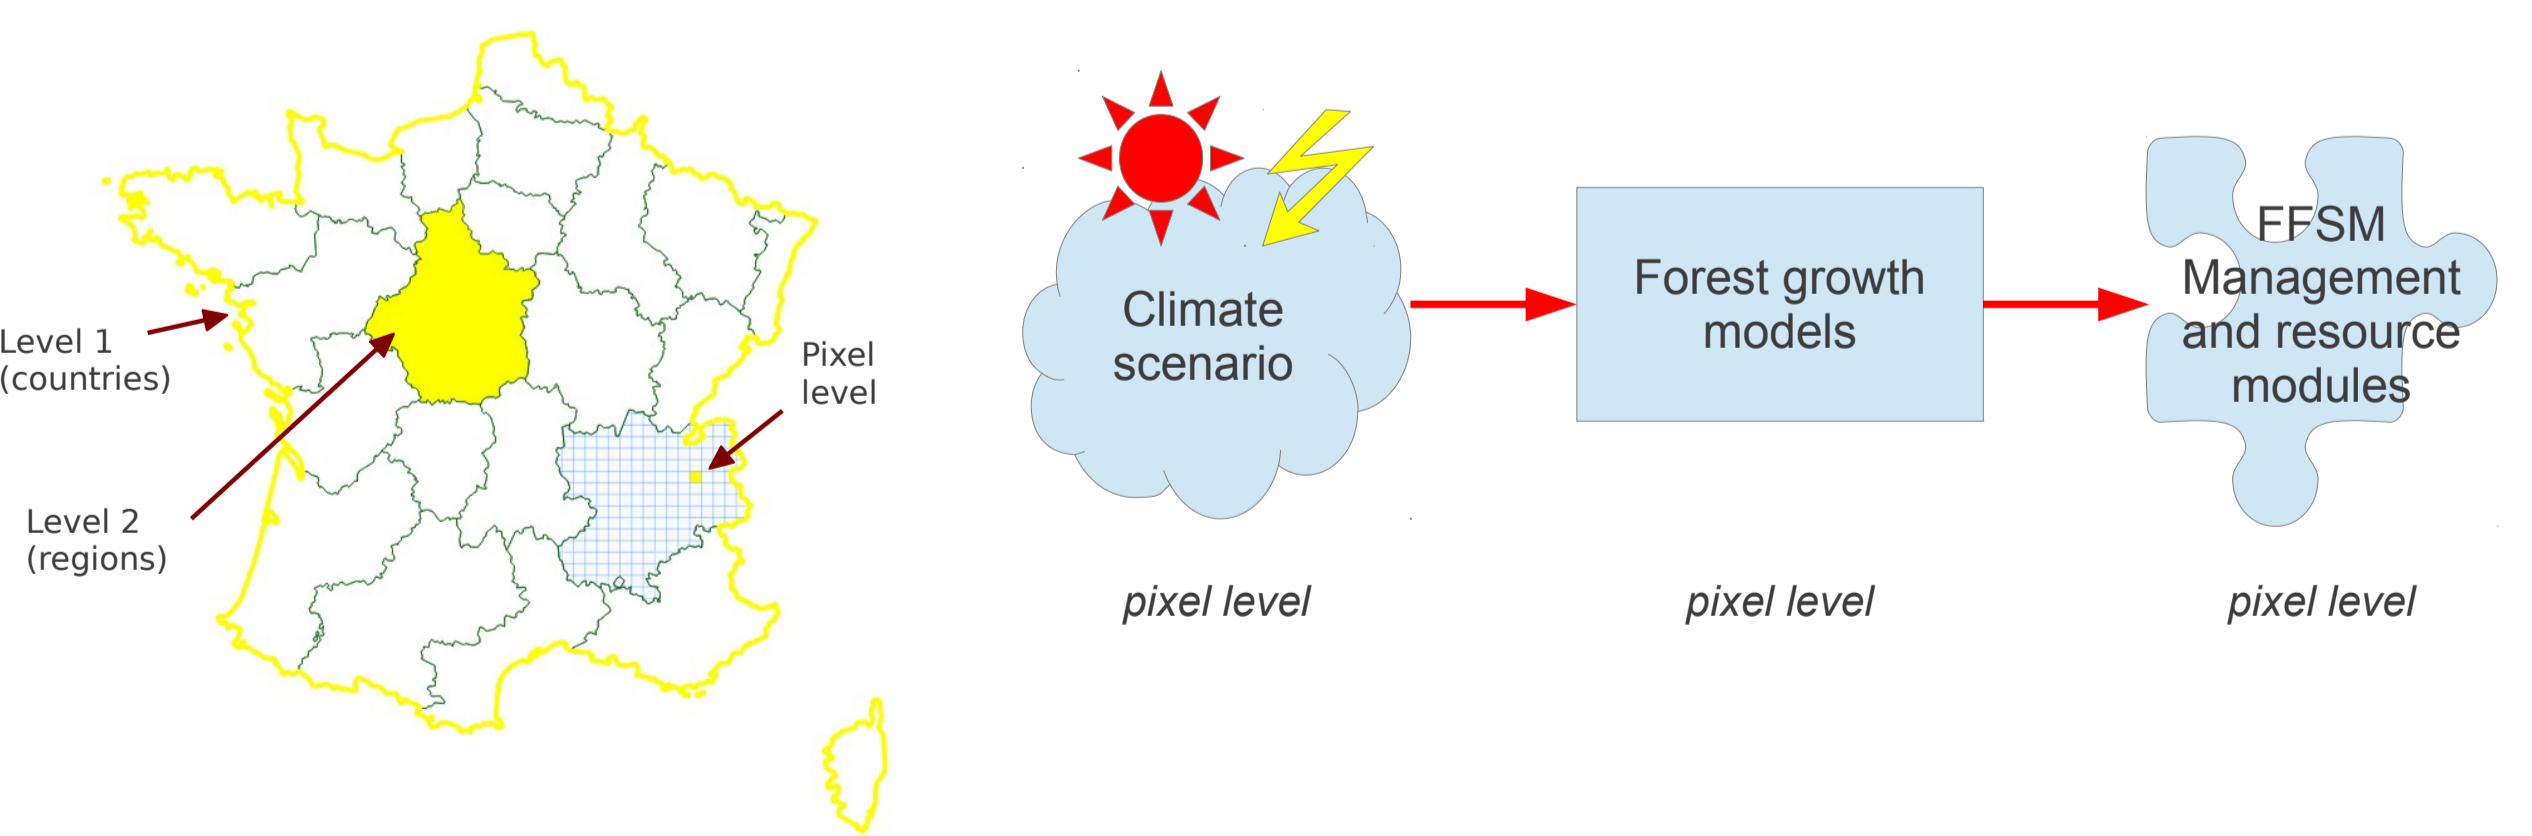 Level 1
(countries)
Level 2
(regions)
Pixel
level
Climate
scenario
pixel level
Forest growth
models
pixel level
FFSM
Management
and resource
modules
pixel level